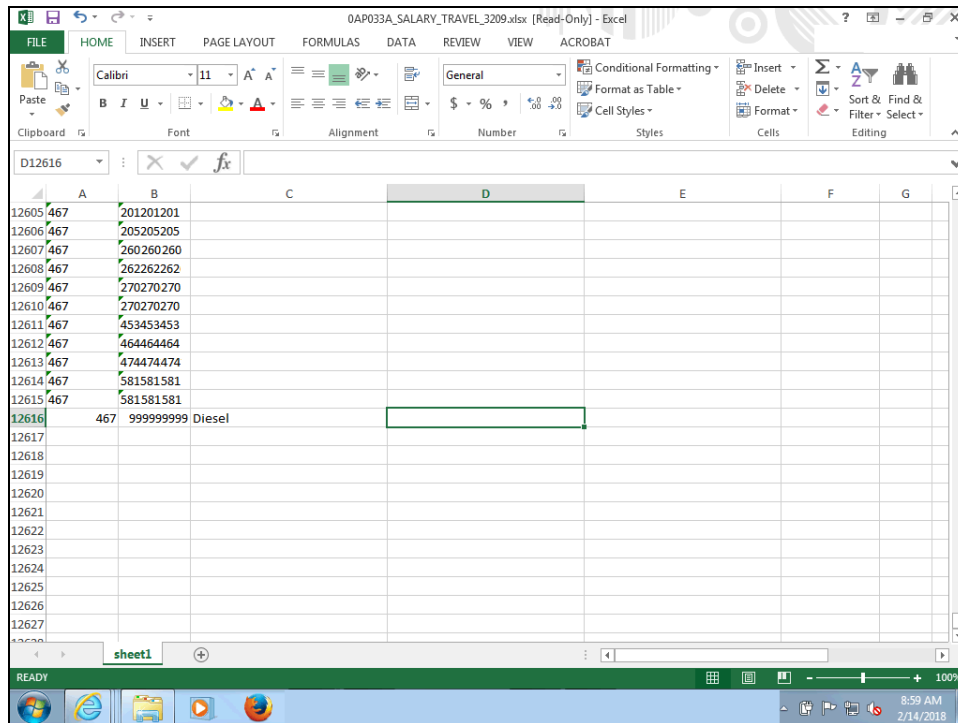 0AP033A_SALARY_TRAVEL_3209.xlsx [Read-Only] - Excel
FILE HOME INSERT PAGE LAYOUT FORMULAS DATA REVIEW VIEW ACROBAT
Calibri 11 General
Conditional Formatting Insert
Format as Table Delete
Paste Cell Styles Format Sort & Filter Find & Select
B I U $ % ,
Clipboard Font Alignment Number Styles Cells Editing
D12616 fx
A B C D E F G
12605 467 201201201
12606 467 205205205
12607 467 260260260
12608 467 262262262
12609 467 270270270
12610 467 270270270
12611 467 453453453
12612 467 464464464
12613 467 474474474
12614 467 581581581
12615 467 581581581
12616 467 999999999 Diesel
12617
12618
12619
12620
12621
12622
12623
12624
12625
12626
12627
sheet1
READY 100%
8:59 AM
2/14/2018